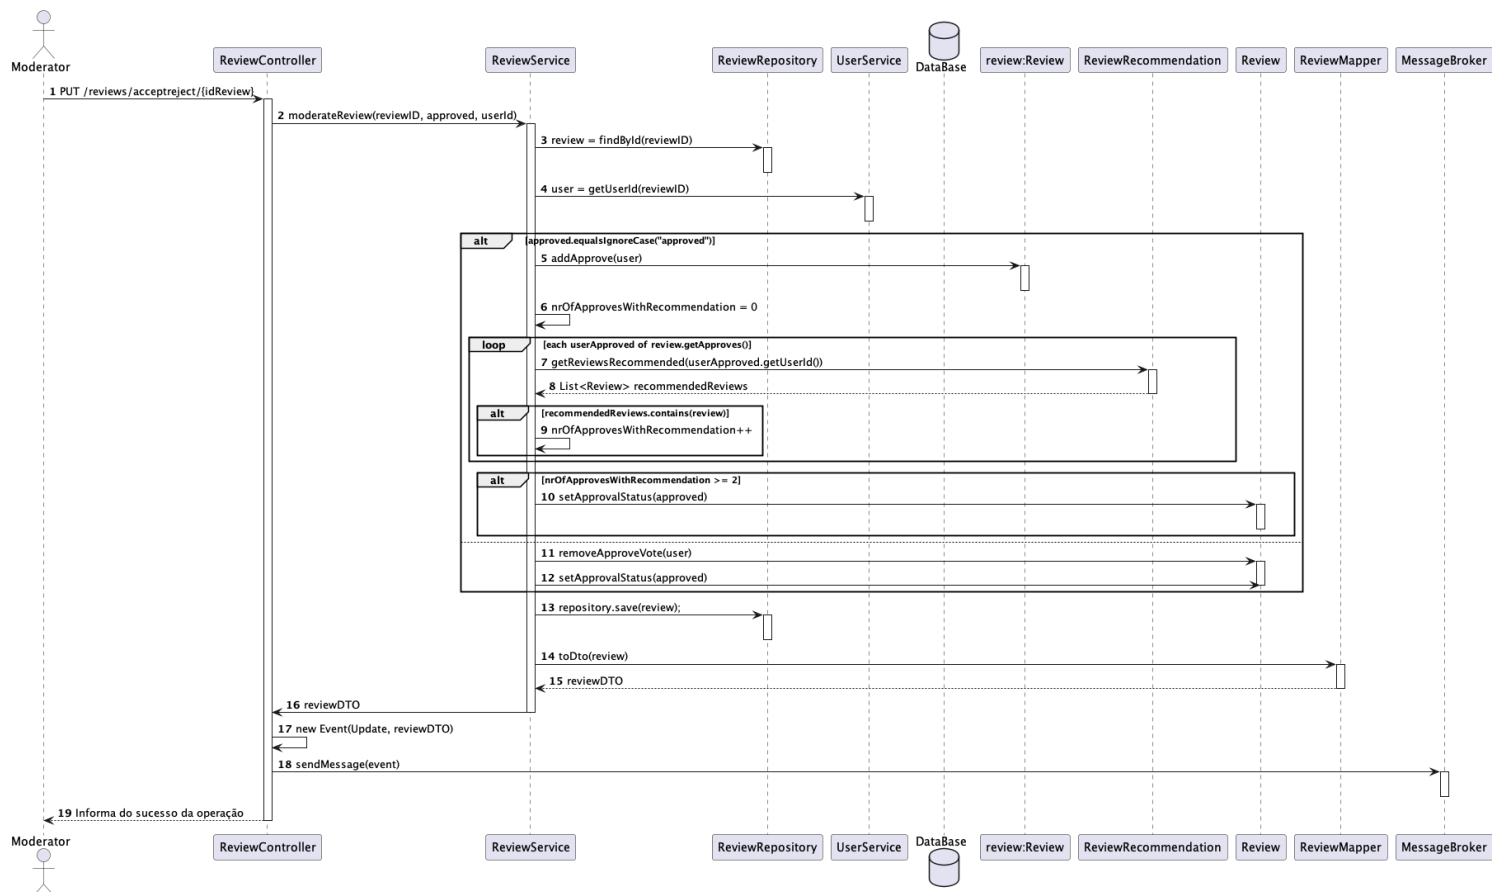 Moderator
ReviewController
ReviewService
ReviewRepository
UserService
DataBase
review:Review
ReviewRecommendation
Review
ReviewMapper
MessageBroker
1 PUT /reviews/acceptreject/{idReview}
2 moderateReview(reviewID, approved, userId)
3 review = findById(reviewID)
4 user = getUserId(reviewID)
alt [approved.equalsIgnoreCase("approved")]
5 addApprove(user)
6 nrOfApprovesWithRecommendation = 0
loop [each userApproved of review.getApproves()]
7 getReviewsRecommended(userApproved.getUserId())
8 List<Review> recommendedReviews
alt [recommendedReviews.contains(review)]
9 nrOfApprovesWithRecommendation++
alt [nrOfApprovesWithRecommendation >= 2]
10 setApprovalStatus(approved)
11 removeApproveVote(user)
12 setApprovalStatus(approved)
13 repository.save(review);
14 toDto(review)
15 reviewDTO
16 reviewDTO
17 new Event(Update, reviewDTO)
18 sendMessage(event)
19 Informa do sucesso da operação
Moderator
ReviewController
ReviewService
ReviewRepository
UserService
DataBase
review:Review
ReviewRecommendation
Review
ReviewMapper
MessageBroker